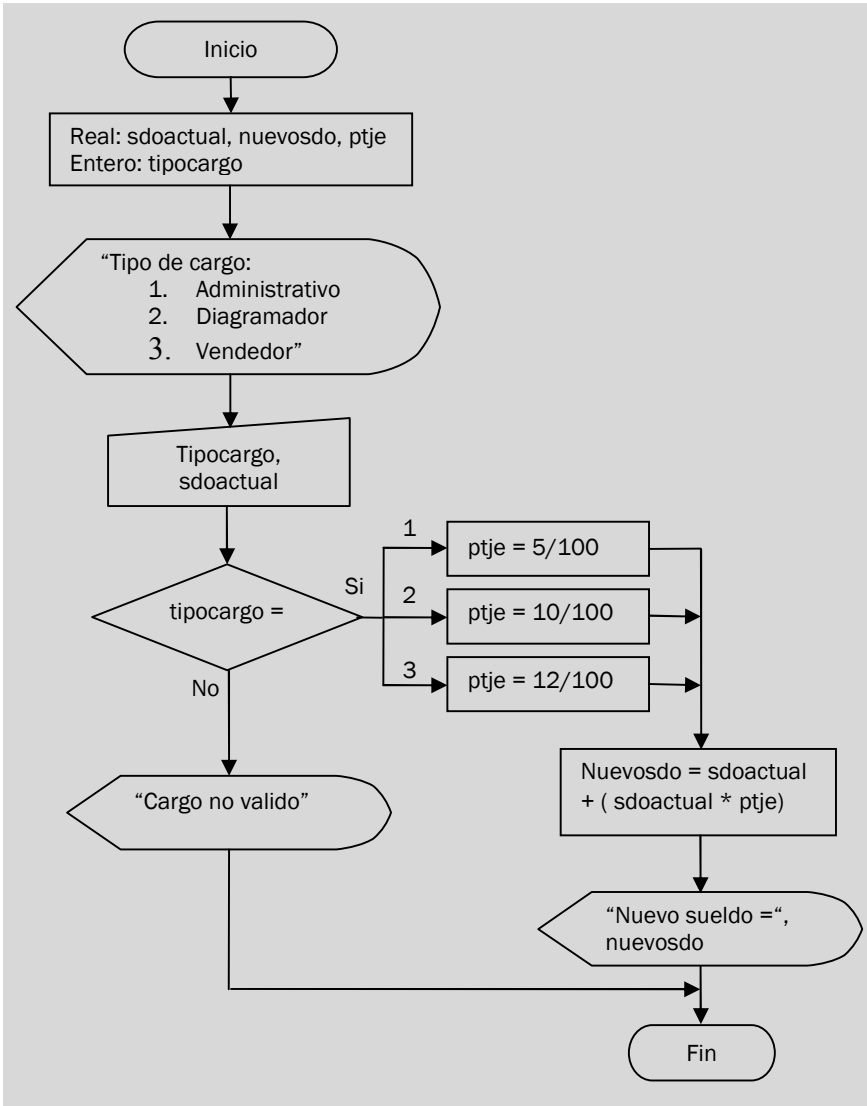 Inicio
Real: sdoactual, nuevosdo, ptje
Entero: tipocargo
“Tipo de cargo:
1. Administrativo
2. Diagramador
3. Vendedor”
Tipocargo,
sdoactual
tipocargo =
Si
No
1
ptje = 5/100
2
ptje = 10/100
3
ptje = 12/100
“Cargo no valido”
Nuevosdo = sdoactual
+ ( sdoactual * ptje)
“Nuevo sueldo =“,
nuevosdo
Fin